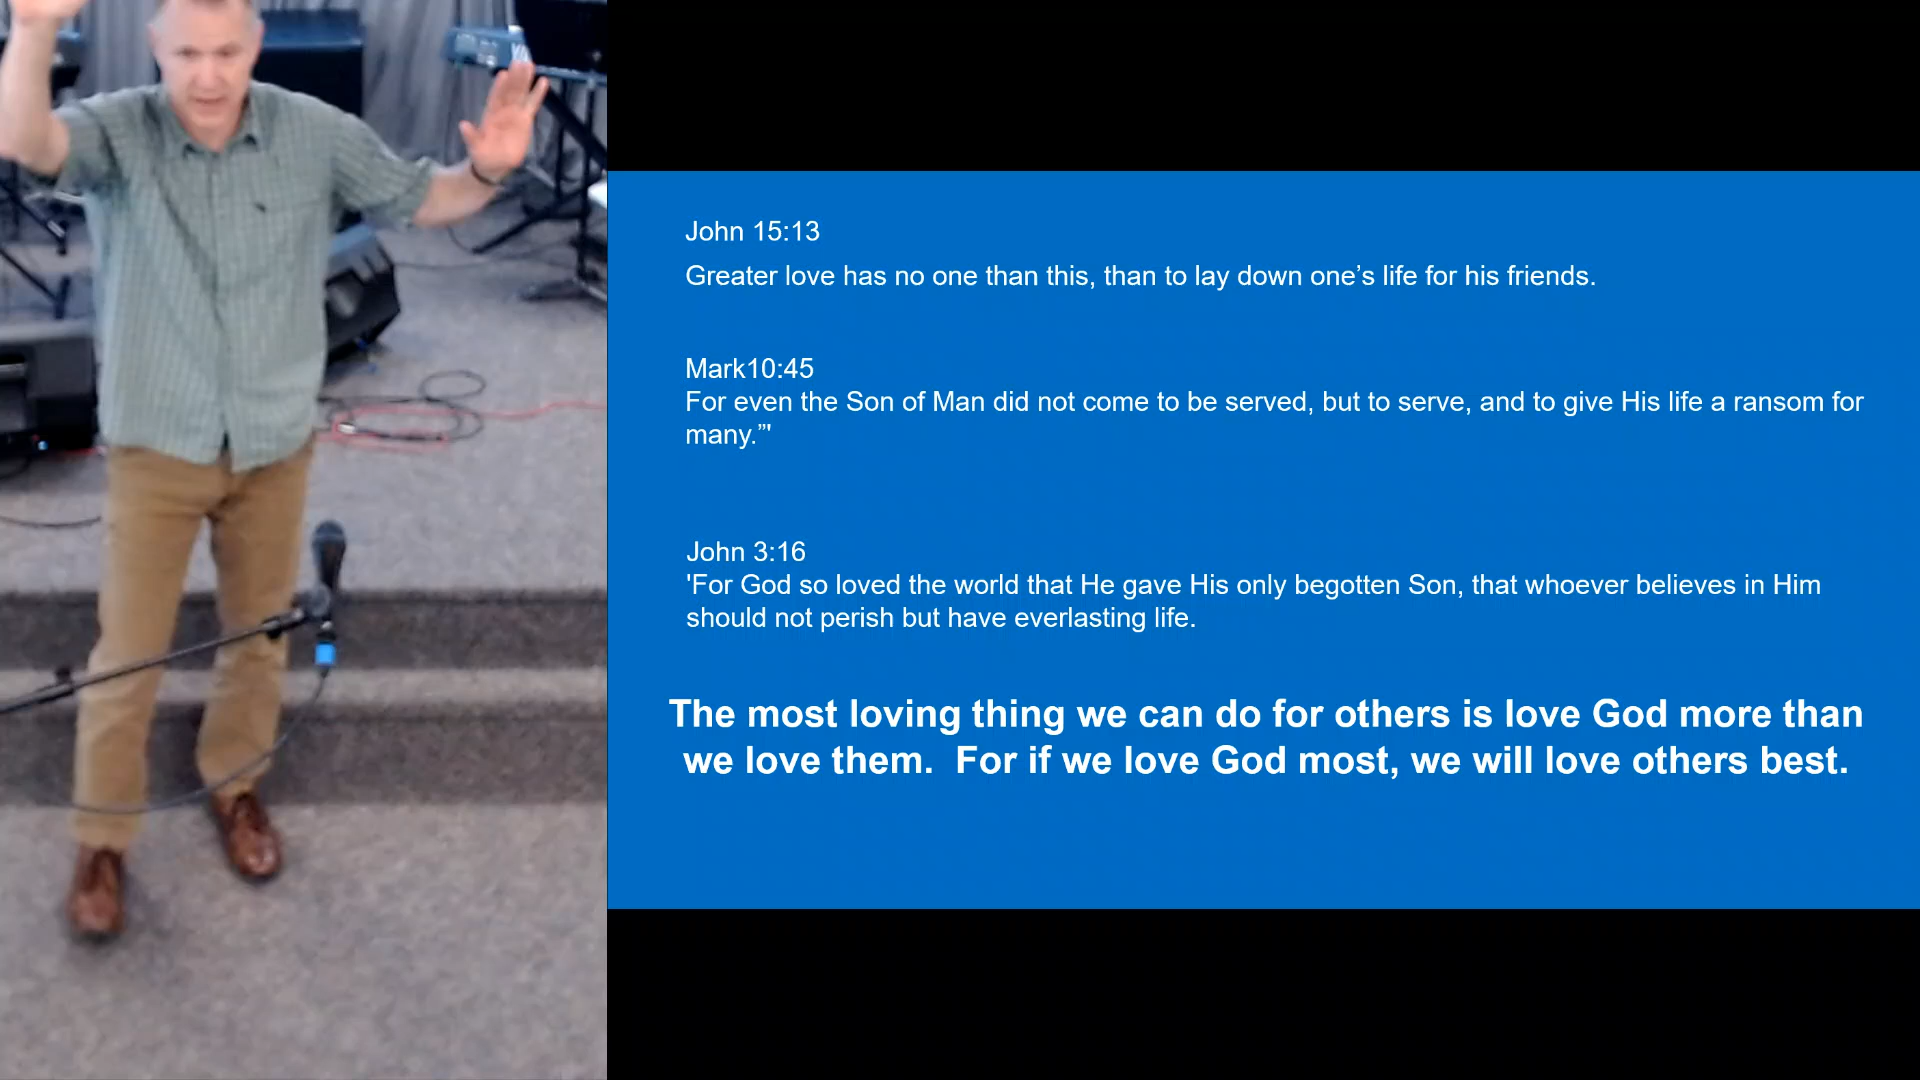 John 15:13
Greater love has no one than this, than to lay down one’s life for his friends.
Mark10:45
For even the Son of Man did not come to be served, but to serve, and to give His life a ransom for
many.”'
John 3:16
'For God so loved the world that He gave His only begotten Son, that whoever believes in Him
should not perish but have everlasting life.
The most loving thing we can do for others is love God more than
we love them.  For if we love God most, we will love others best.